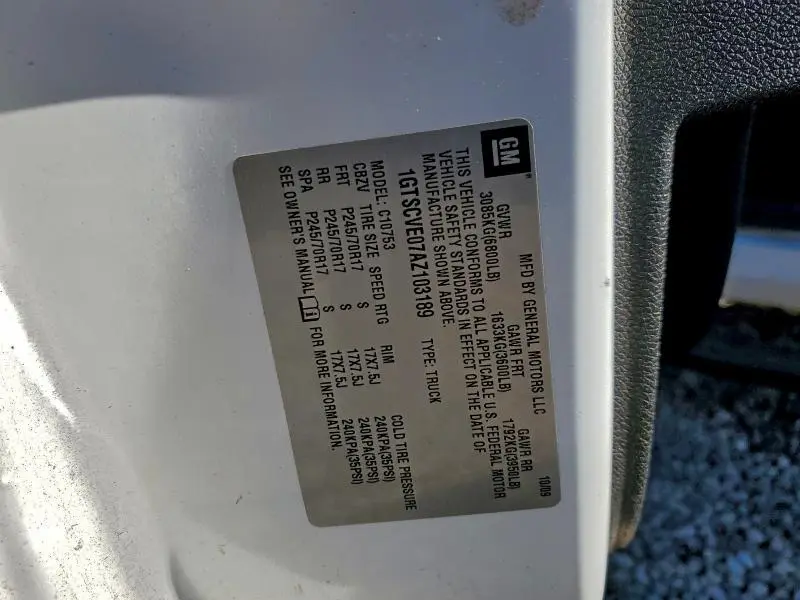 GM
MFD BY GENERAL MOTORS LLC 10/09
GVWR GAWR FRT GAWR RR
3085KG(6800LB) 1633KG(3600LB) 1792KG(3950LB)
THIS VEHICLE CONFORMS TO ALL APPLICABLE U.S. FEDERAL MOTOR
VEHICLE SAFETY STANDARDS IN EFFECT ON THE DATE OF
MANUFACTURE SHOWN ABOVE.
1GTSCVE07AZ103189 TYPE: TRUCK
MODEL: C10753
CBZV TIRE SIZE SPEED RTG RIM COLD TIRE PRESSURE
FRT P245/70R17 S 17X7.5J 240KPA(35PSI)
RR P245/70R17 S 17X7.5J 240KPA(35PSI)
SPA P245/70R17 17X7.5J 240KPA(35PSI)
SEE OWNER'S MANUAL FOR MORE INFORMATION.